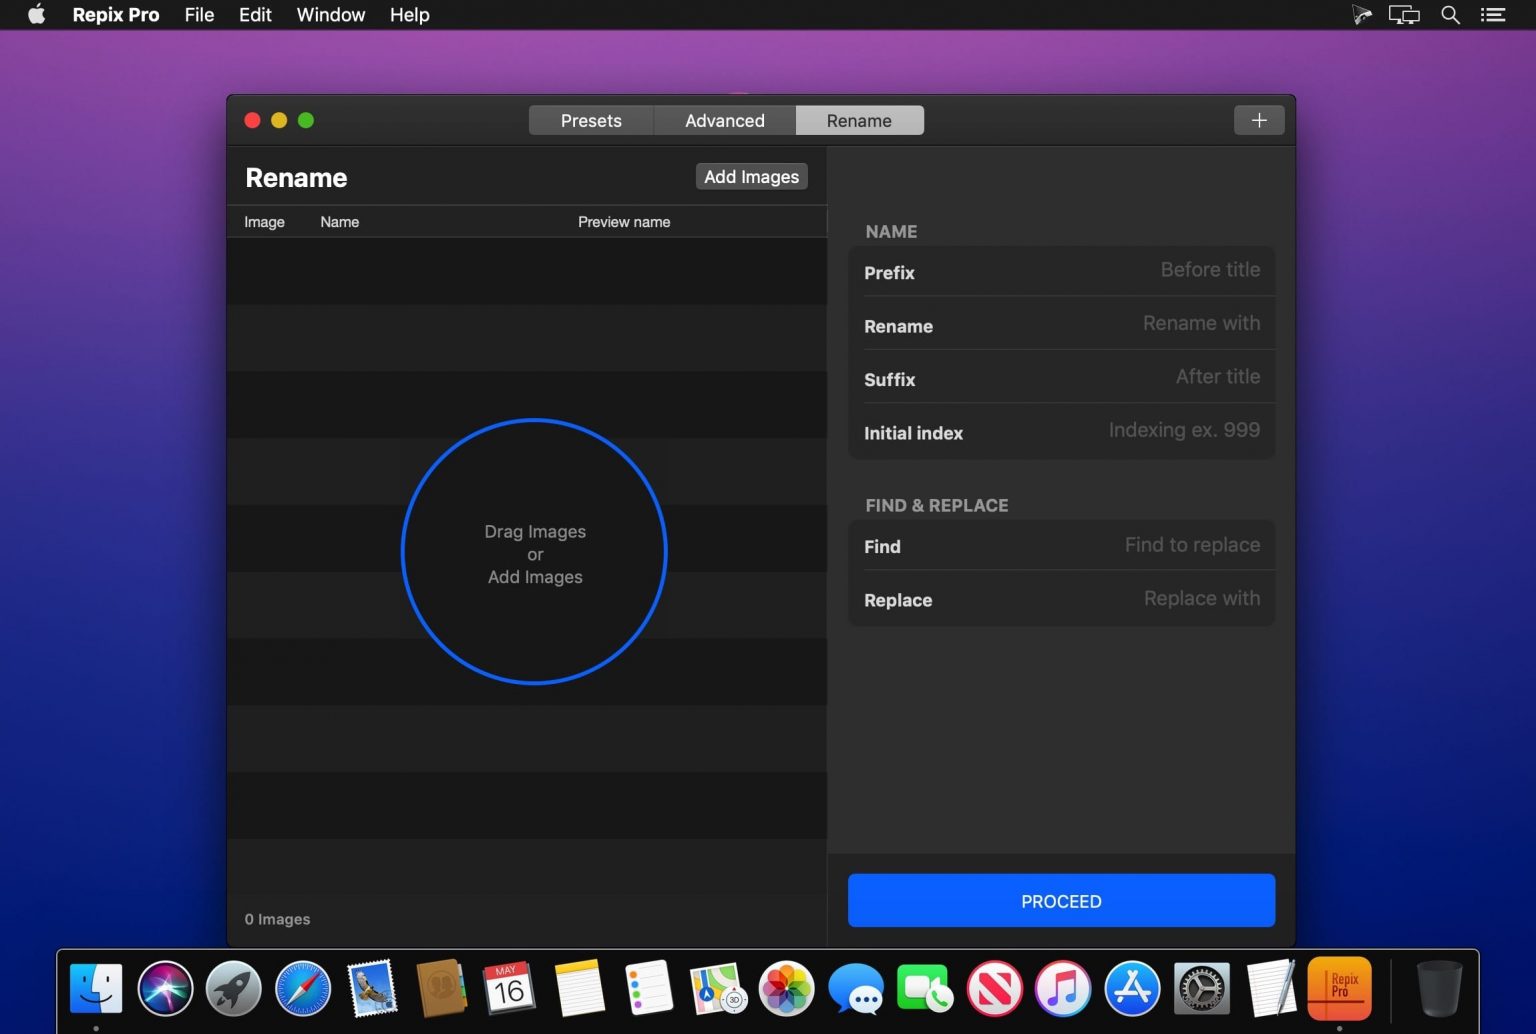 Repix Pro File Edit Window Help
Presets Advanced Rename +
Rename Add Images
Image Name Preview name
NAME
Prefix Before title
Rename Rename with
Suffix After title
Initial index Indexing ex. 999
FIND & REPLACE
Find Find to replace
Replace Replace with
Drag Images
or
Add Images
0 Images
PROCEED
MAY
16
3D
Repix
Pro